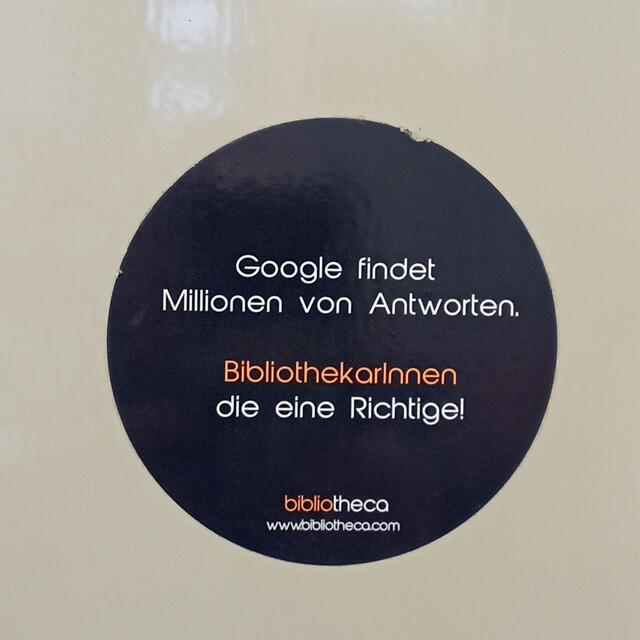 Google findet
Millionen von Antworten.
BibliothekarInnen
die eine Richtige!
bibliotheca
www.bibliotheca.com